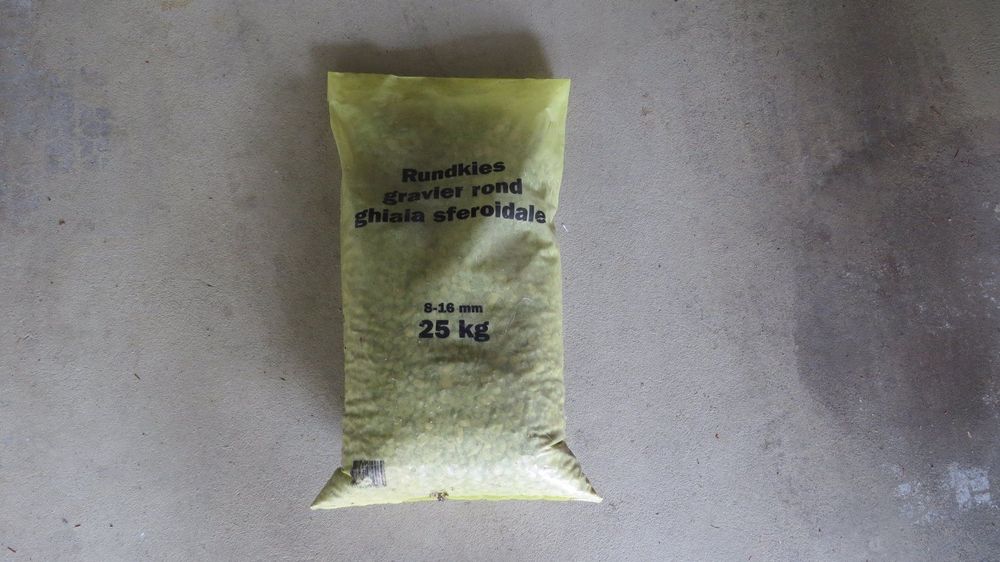 Rundkies
gravier rond
ghiaia sferoidale
8-16 mm
25 kg